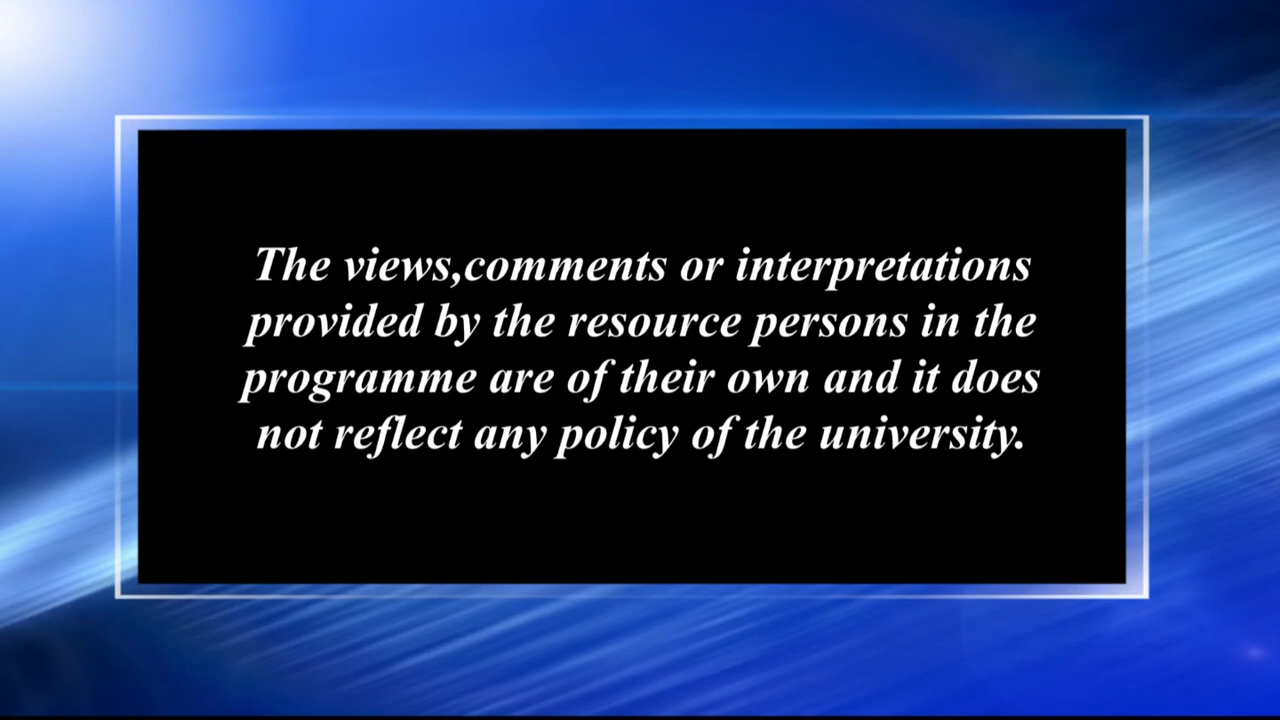 The views,comments or interpretations
provided by the resource persons in the
programme are of their own and it does
not reflect any policy of the university.